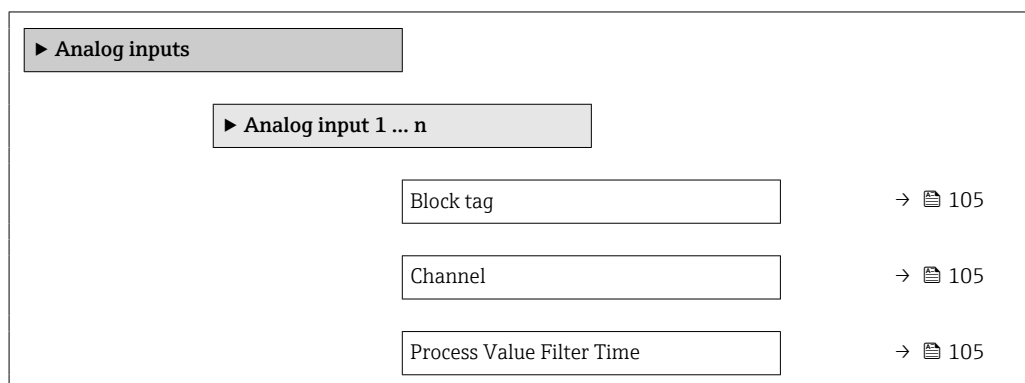 ▶ Analog inputs
▶ Analog input 1 ... n
Block tag → 105
Channel → 105
Process Value Filter Time → 105